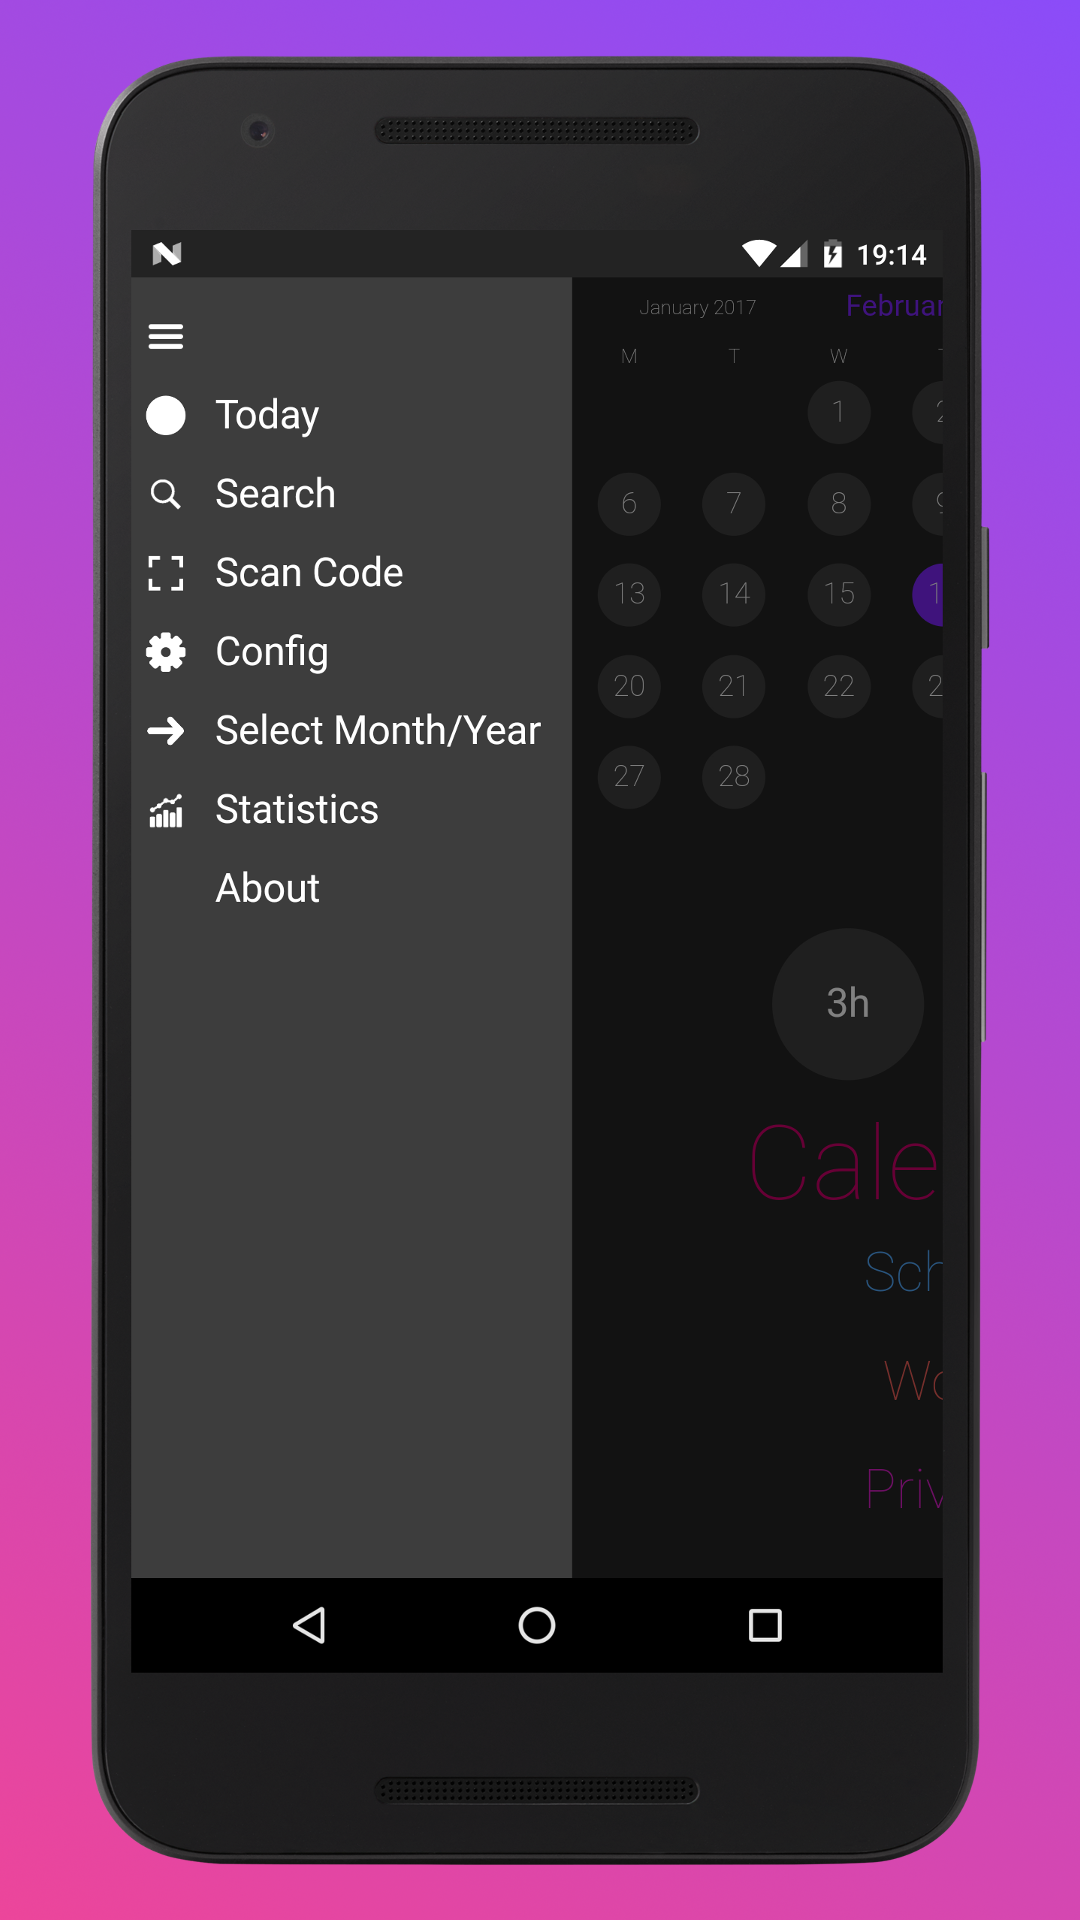 19:14
Today
Search
Scan Code
Config
Select Month/Year
Statistics
About
January 2017 Februar
M T W
1 2
6 7 8 9
13 14 15 1
20 21 22 2
27 28
3h
Cale
Sch
Wo
Priv